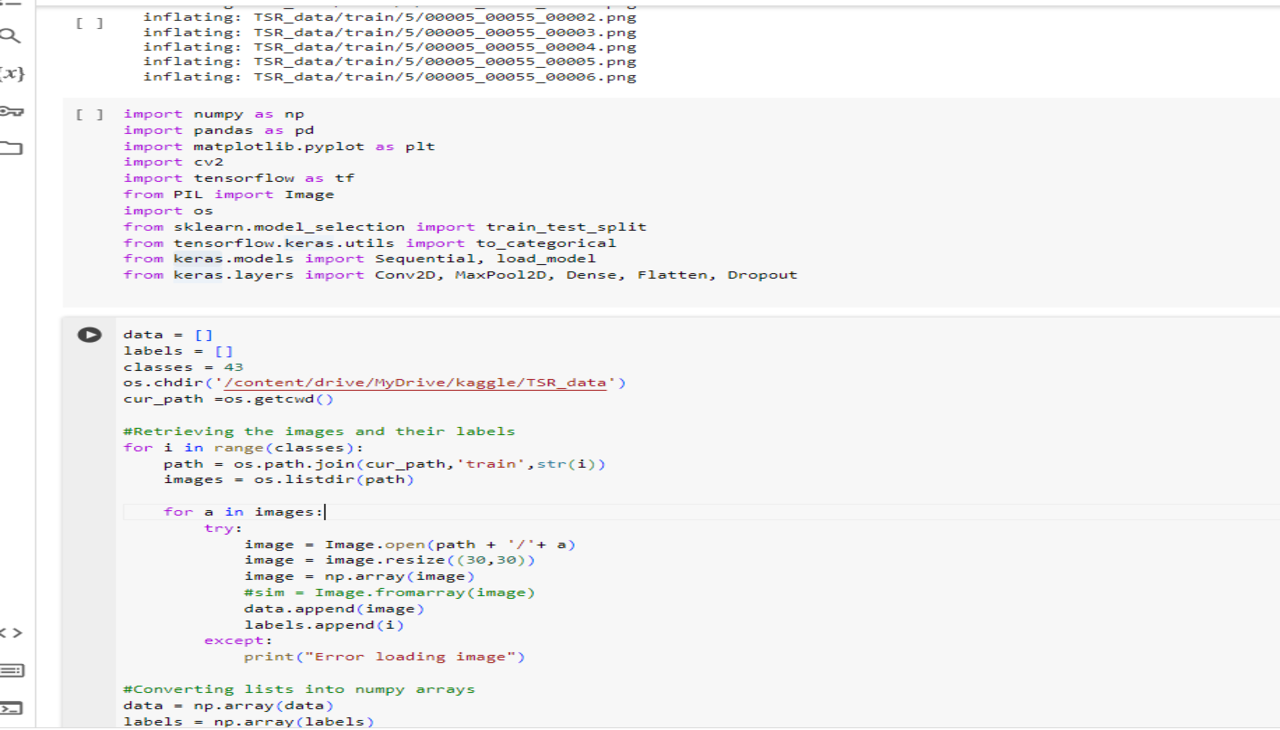 inflating: TSR_data/train/5/00005_00055_00002.png
[ ]
inflating: TSR_data/train/5/00005_00055_00003.png
inflating: TSR_data/train/5/00005_00055_00004.png
inflating: TSR_data/train/5/00005_00055_00005.png
inflating: TSR_data/train/5/00005_00055_00006.png
{x}
[ ] import numpy as np
import pandas as pd
import matplotlib.pyplot as plt
import cv2
import tensorflow as tf
from PIL import Image
import os
from sklearn.model_selection import train_test_split
from tensorflow.keras.utils import to_categorical
from keras.models import Sequential, load_model
from keras.layers import Conv2D, MaxPool2D, Dense, Flatten, Dropout
data = []
labels = []
classes = 43
os.chdir('/content/drive/MyDrive/kaggle/TSR_data')
cur_path =os.getcwd()
#Retrieving the images and their labels
for i in range(classes):
    path = os.path.join(cur_path,'train',str(i))
    images = os.listdir(path)
    for a in images:
        try:
            image = Image.open(path + '/'+ a)
            image = image.resize((30,30))
            image = np.array(image)
            #sim = Image.fromarray(image)
            data.append(image)
            labels.append(i)
        except:
            print("Error loading image")
#Converting lists into numpy arrays
data = np.array(data)
labels = np.array(labels)